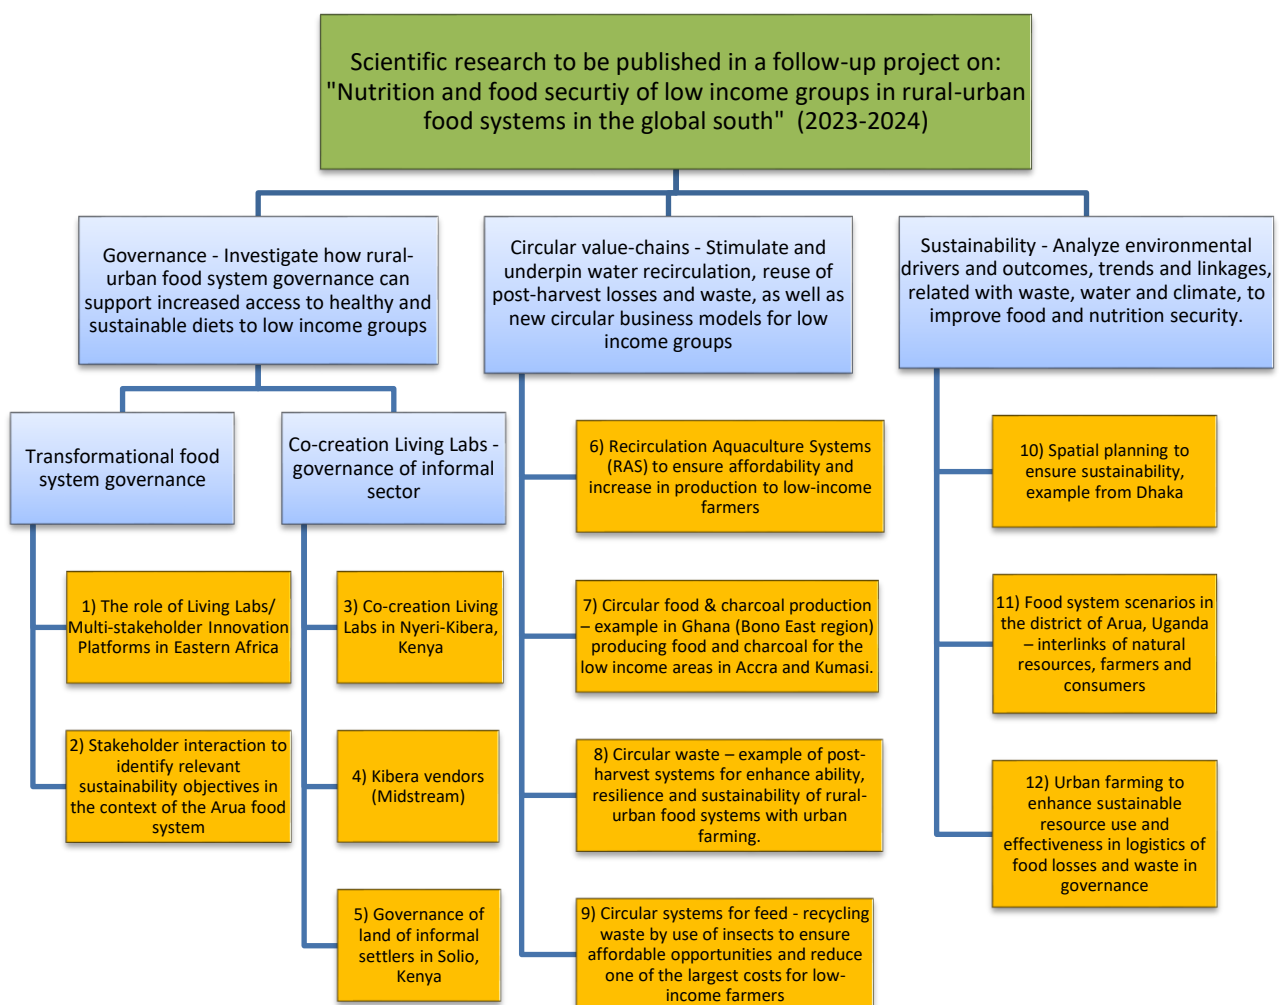 Scientific research to be published in a follow-up project on:
"Nutrition and food securtiy of low income groups in rural-urban
food systems in the global south"  (2023-2024)
Governance - Investigate how rural-
urban food system governance can
support increased access to healthy and
sustainable diets to low income groups
Transformational food
system governance
1) The role of Living Labs/
Multi-stakeholder Innovation
Platforms in Eastern Africa
2) Stakeholder interaction to
identify relevant
sustainability objectives in
the context of the Arua food
system
Co-creation Living Labs -
governance of informal
sector
3) Co-creation Living
Labs in Nyeri-Kibera,
Kenya
4) Kibera vendors
(Midstream)
5) Governance of
land of informal
settlers in Solio,
Kenya
Circular value-chains - Stimulate and
underpin water recirculation, reuse of
post-harvest losses and waste, as well as
new circular business models for low
income groups
6) Recirculation Aquaculture Systems
(RAS) to ensure affordability and
increase in production to low-income
farmers
7) Circular food & charcoal production
– example in Ghana (Bono East region)
producing food and charcoal for the
low income areas in Accra and Kumasi.
8) Circular waste – example of post-
harvest systems for enhance ability,
resilience and sustainability of rural-
urban food systems with urban
farming.
9) Circular systems for feed - recycling
waste by use of insects to ensure
affordable opportunities and reduce
one of the largest costs for low-
income farmers
Sustainability - Analyze environmental
drivers and outcomes, trends and linkages,
related with waste, water and climate, to
improve food and nutrition security.
10) Spatial planning to
ensure sustainability,
example from Dhaka
11) Food system scenarios in
the district of Arua, Uganda
– interlinks of natural
resources, farmers and
consumers
12) Urban farming to
enhance sustainable
resource use and
effectiveness in logistics of
food losses and waste in
governance